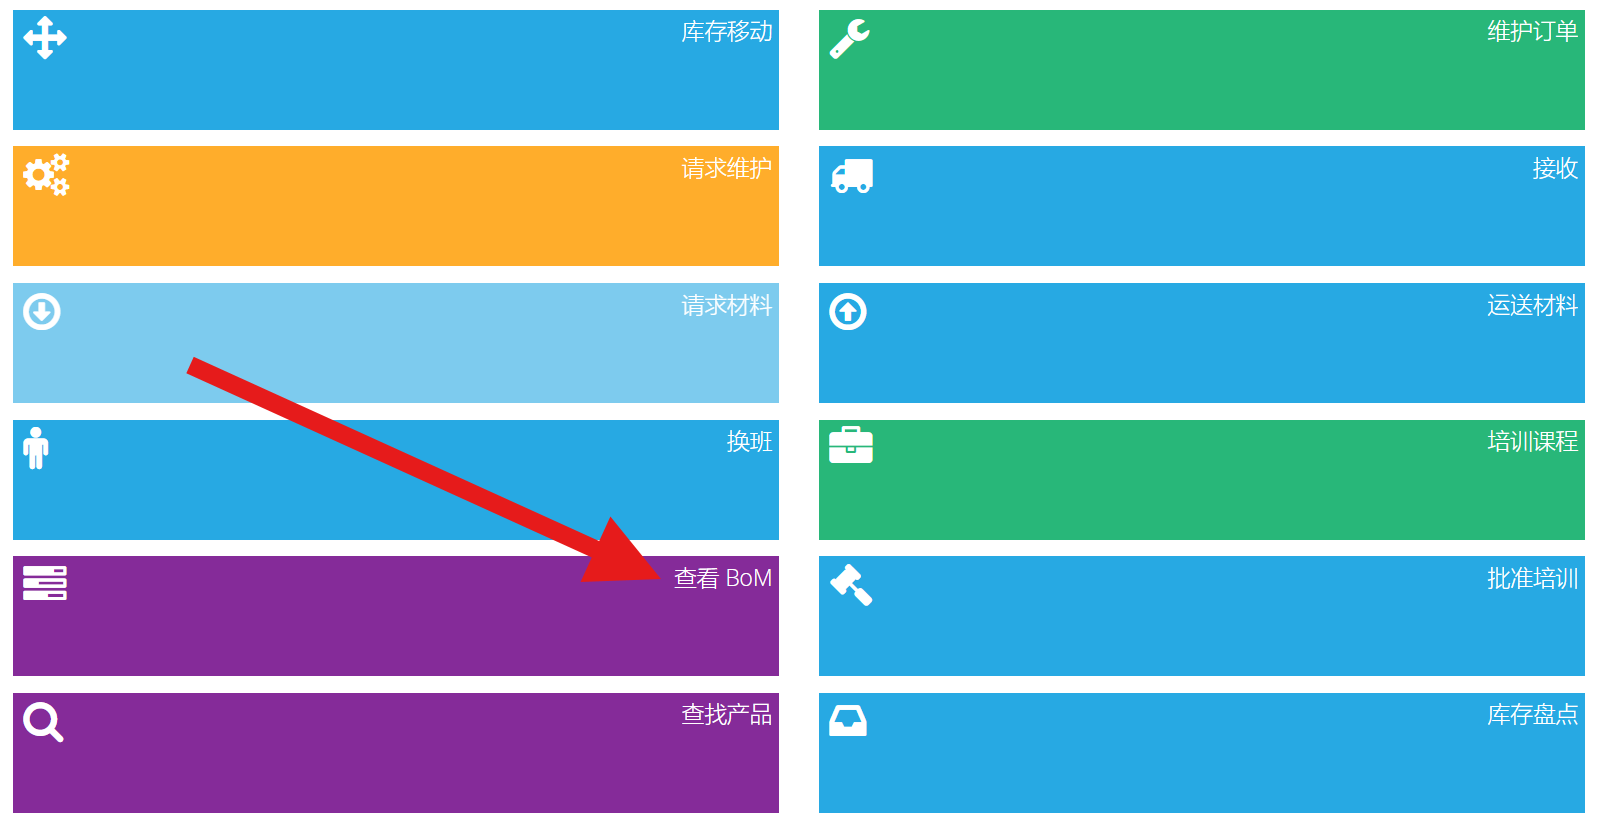 库存移动
维护订单
请求维护
接收
请求材料
运送材料
换班
培训课程
查看 BoM
批准培训
查找产品
库存盘点